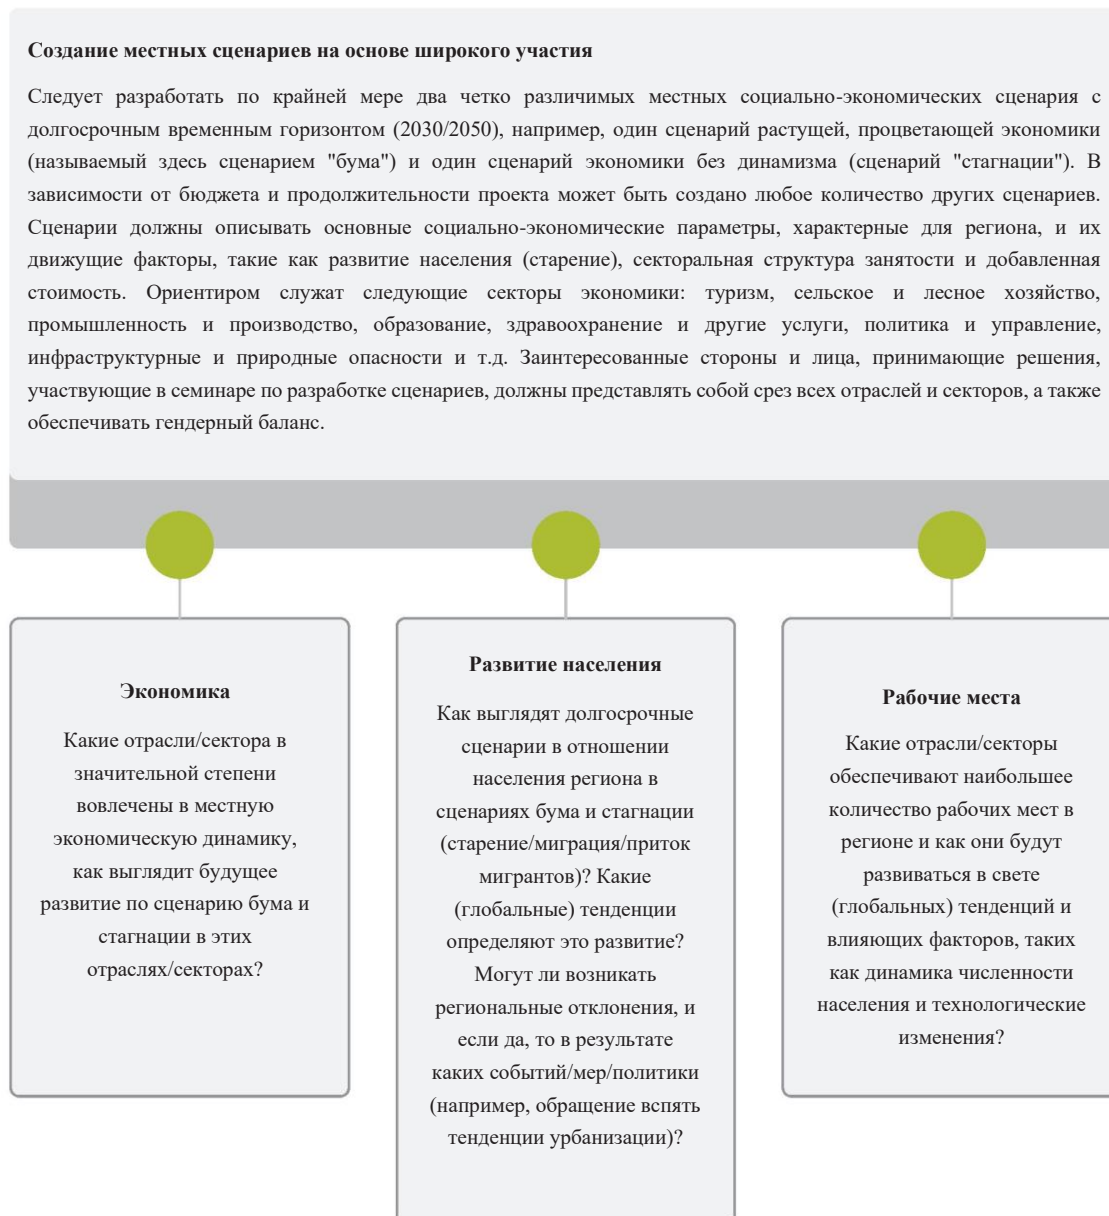 Создание местных сценариев на основе широкого участия
Следует разработать по крайней мере два четко различимых местных социально-экономических сценария с
долгосрочным временным горизонтом (2030/2050), например, один сценарий растущей, процветающей экономики
(называемый здесь сценарием "бума") и один сценарий экономики без динамизма (сценарий "стагнации"). В
зависимости от бюджета и продолжительности проекта может быть создано любое количество других сценариев.
Сценарии должны описывать основные социально-экономические параметры, характерные для региона, и их
движущие факторы, такие как развитие населения (старение), секторальная структура занятости и добавленная
стоимость. Ориентиром служат следующие секторы экономики: туризм, сельское и лесное хозяйство,
промышленность и производство, образование, здравоохранение и другие услуги, политика и управление,
инфраструктурные и природные опасности и т.д. Заинтересованные стороны и лица, принимающие решения,
участвующие в семинаре по разработке сценариев, должны представлять собой срез всех отраслей и секторов, а также
обеспечивать гендерный баланс.
Экономика
Какие отрасли/сектора в
значительной степени
вовлечены в местную
экономическую динамику,
как выглядит будущее
развитие по сценарию бума и
стагнации в этих
отраслях/секторах?
Развитие населения
Как выглядят долгосрочные
сценарии в отношении
населения региона в
сценариях бума и стагнации
(старение/миграция/приток
мигрантов)? Какие
(глобальные) тенденции
определяют это развитие?
Могут ли возникать
региональные отклонения, и
если да, то в результате
каких событий/мер/политики
(например, обращение вспять
тенденции урбанизации)?
Рабочие места
Какие отрасли/секторы
обеспечивают наибольшее
количество рабочих мест в
регионе и как они будут
развиваться в свете
(глобальных) тенденций и
влияющих факторов, таких
как динамика численности
населения и технологические
изменения?